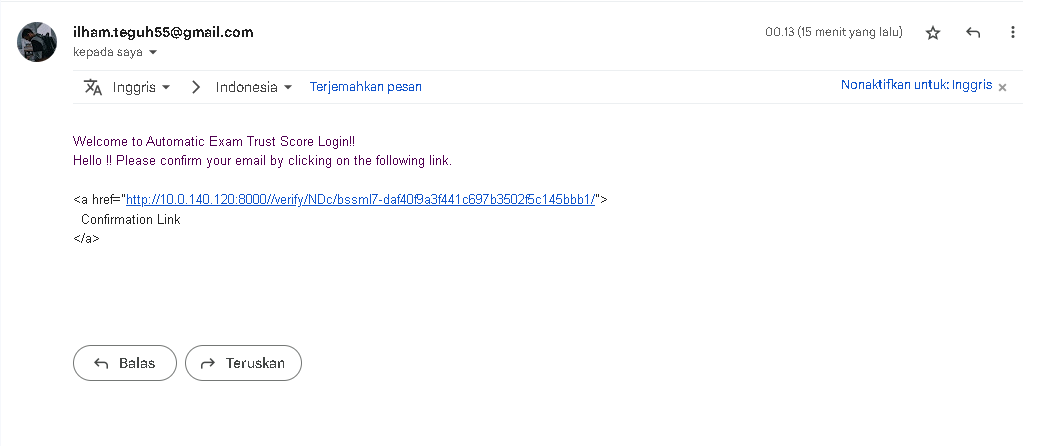 ilham.teguh55@gmail.com
00.13 (15 menit yang lalu)
kepada saya
Inggris
Indonesia
Terjemahkan pesan
Nonaktifkan untuk: Inggris
Welcome to Automatic Exam Trust Score Login!!
Hello !! Please confirm your email by clicking on the following link.
<a href="http://10.0.140.120:8000//verify/NDc/bssml7-daf40f9a3f441c697b3502f5c145bbb1/">
Confirmation Link
</a>
Balas
Teruskan